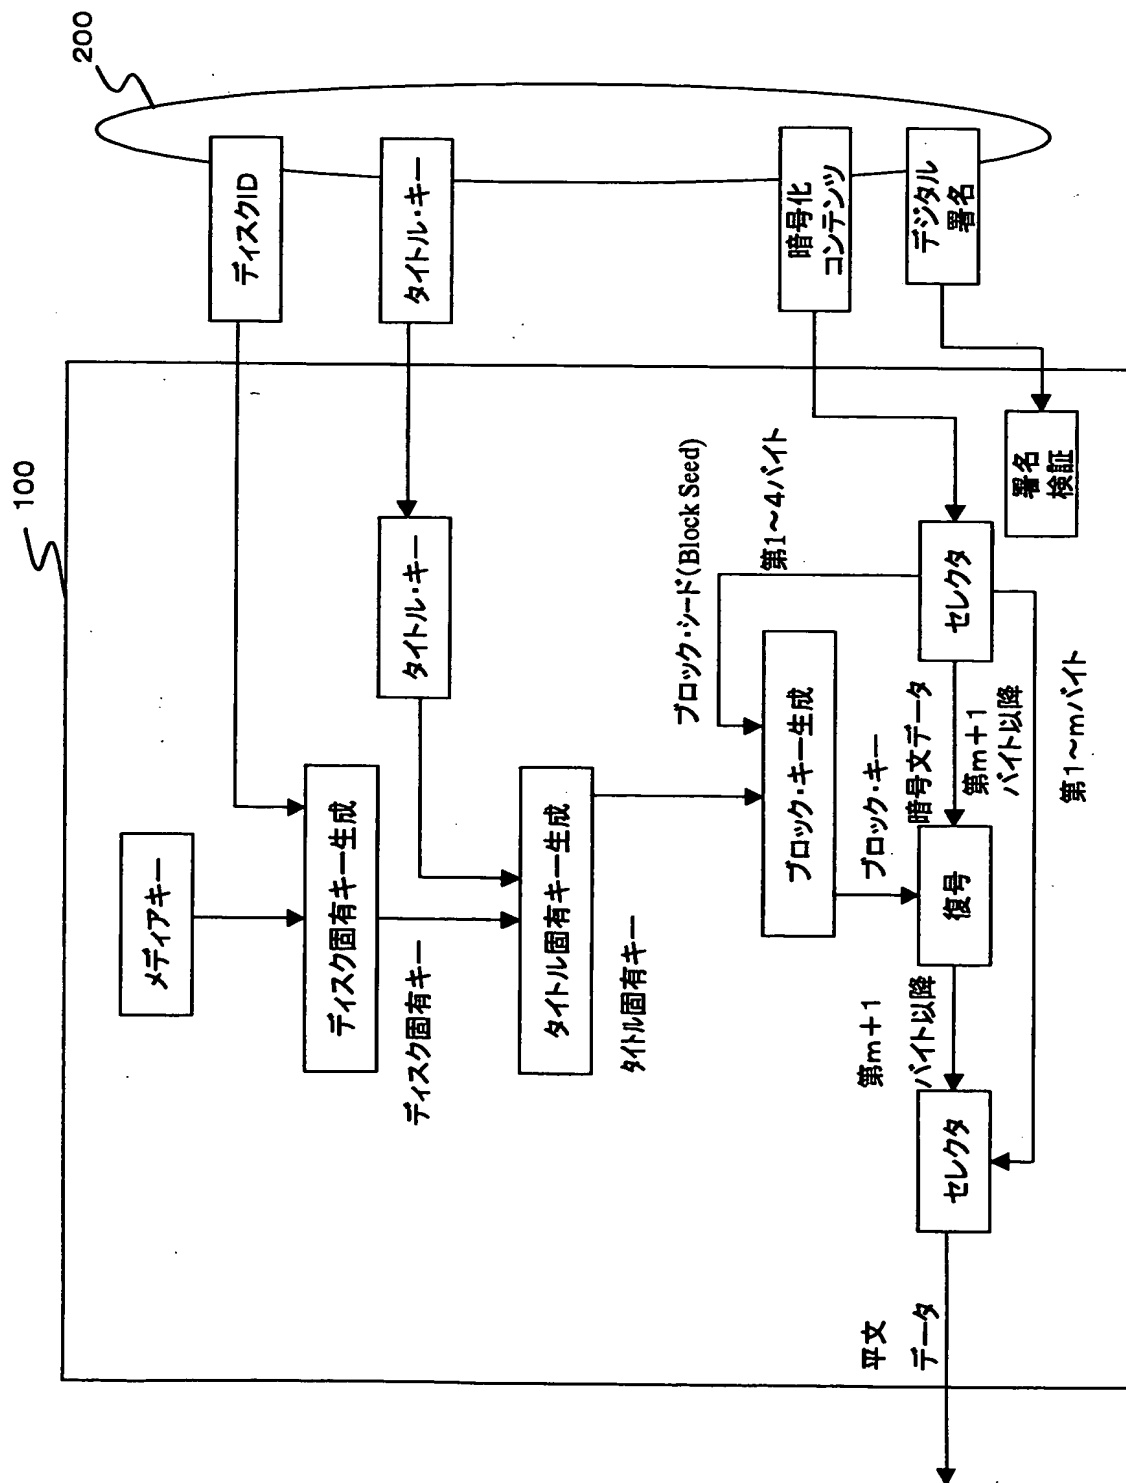 200
ディスクID
タイトル・キー
暗号化
コンテンツ
デジタル
署名
100
メディアキー
ディスク固有キー生成
ディスク固有キー
タイトル・キー
タイトル固有キー生成
タイトル固有キー
ブロック・シード(Block Seed)
第1~4バイト
ブロック・キー生成
ブロック・キー
署名
検証
セレクタ
暗号文データ
第m+1
バイト以降
第1~mバイト
復号
第m+1
バイト以降
セレクタ
平文
データ